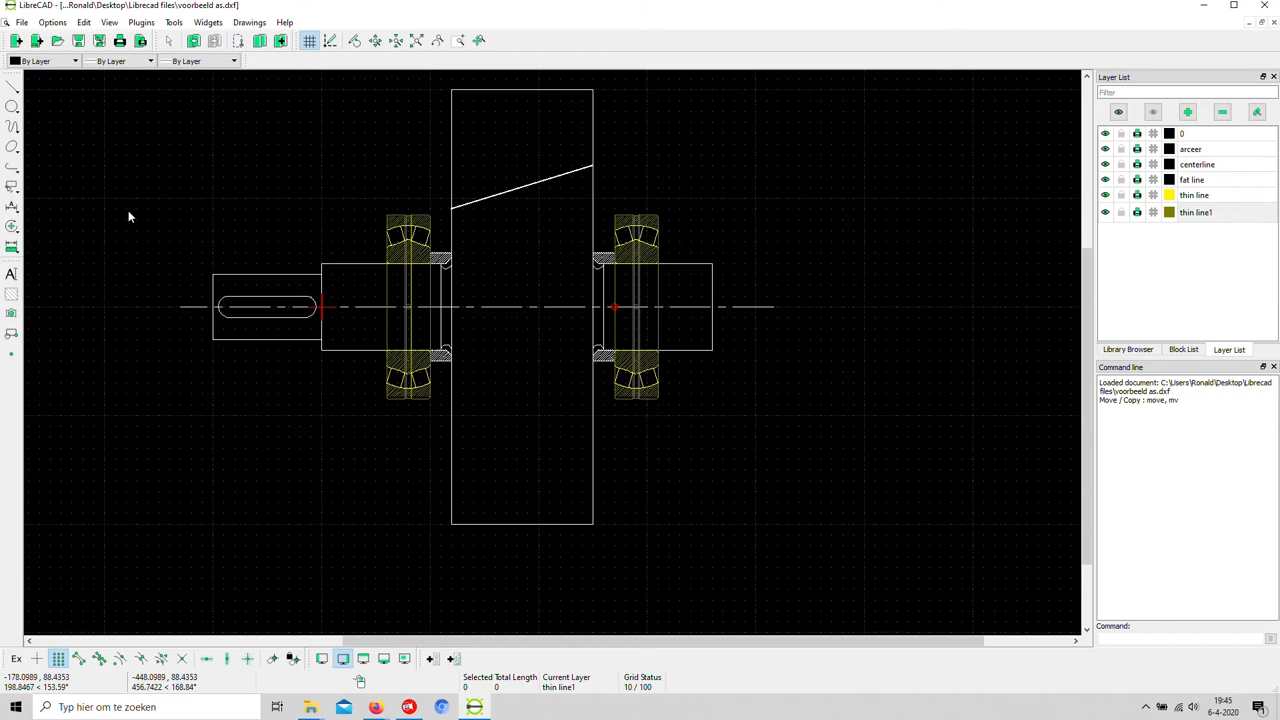 LibreCAD - [...Ronald\Desktop\Librecad files\voorbeeld as.dxf]
File Options Edit View Plugins Tools Widgets Drawings Help
By Layer By Layer By Layer
Layer List
Filter
0
arceer
centerline
fat line
thin line
thin line1
Library Browser Block List Layer List
Command line
Loaded document: C:\Users\Ronald\Desktop\Librecad
files\voorbeeld as.dxf
Move / Copy : move, mv
Command:
Ex
-178.0989 , 88.4353
198.8467 < 153.59°
-448.0989 , 88.4353
456.7422 < 168.84°
Selected Total Length
0 0
Current Layer
thin line1
Grid Status
10 / 100
Typ hier om te zoeken
19:45
6-4-2020